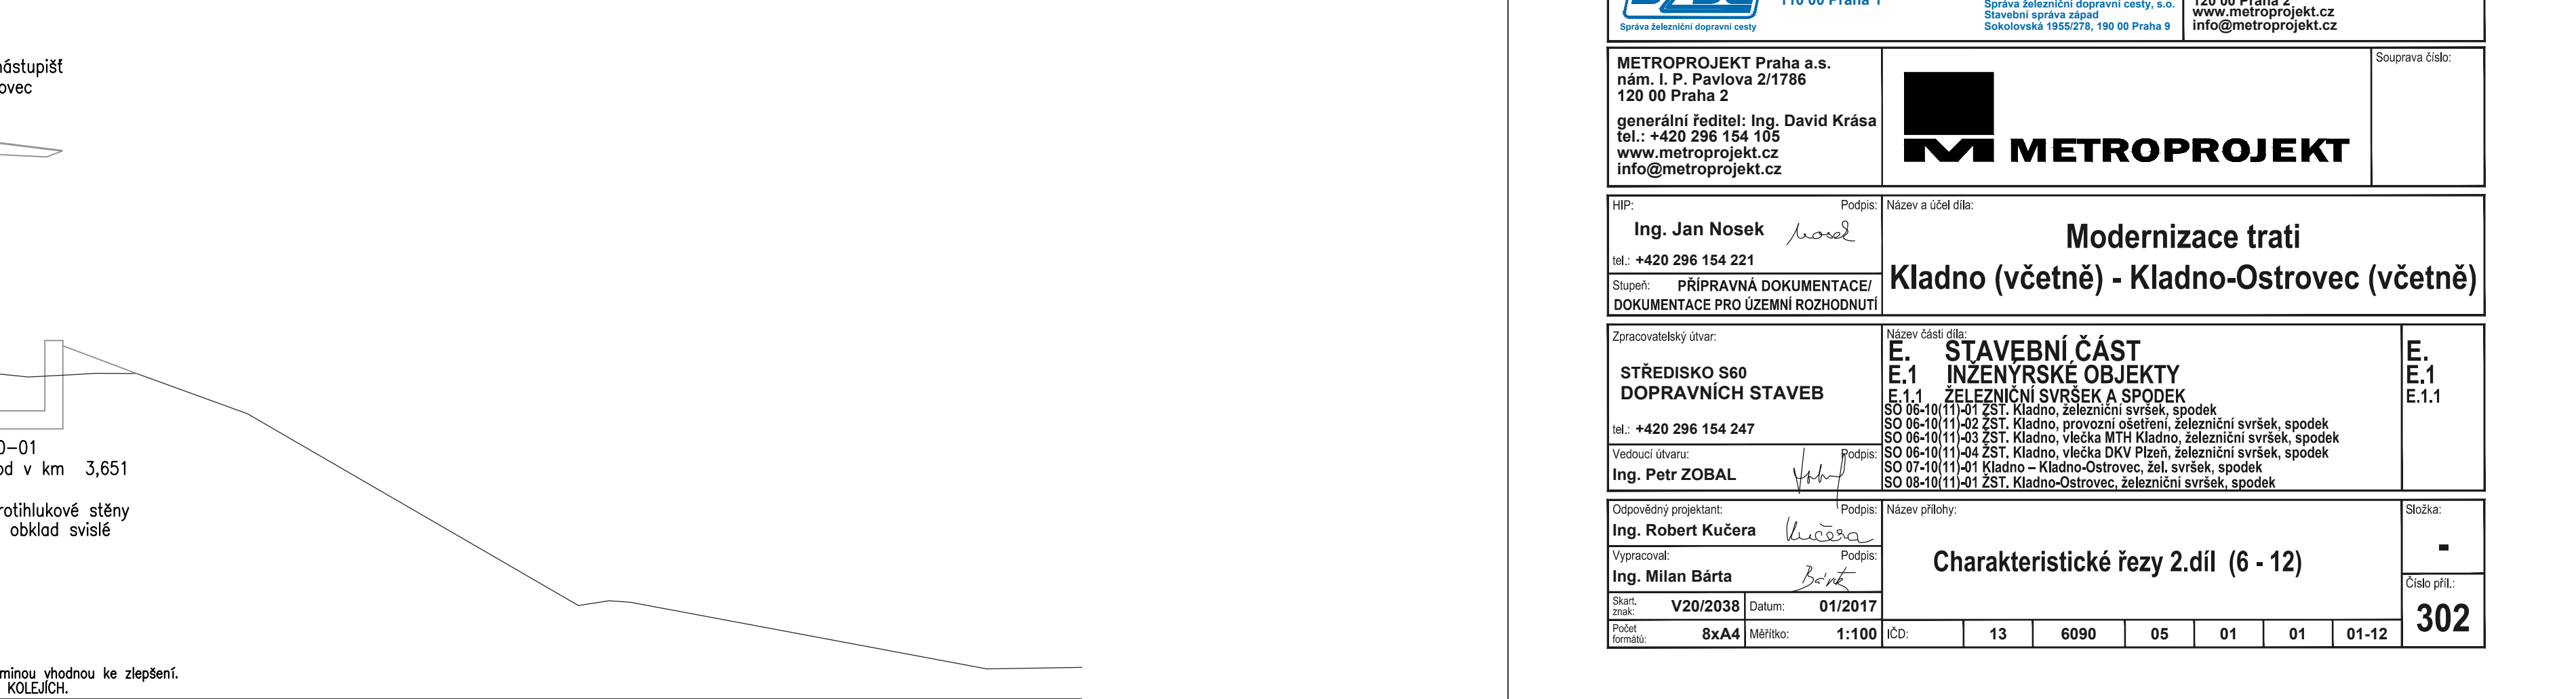 nástupišť
ovec
0-01
od v km 3,651
rotihlukové stěny
obklad svislé
minou vhodnou ke zlepšení.
KOLEJÍCH.
Správa železniční dopravní cesty
110 00 Praha 1
Správa železniční dopravní cesty, s.o.
Stavební správa západ
Sokolovská 1955/278, 190 00 Praha 9
120 00 Praha 2
www.metroprojekt.cz
info@metroprojekt.cz
METROPROJEKT Praha a.s.
nám. I. P. Pavlova 2/1786
120 00 Praha 2
generální ředitel: Ing. David Krása
tel.: +420 296 154 105
www.metroprojekt.cz
info@metroprojekt.cz
METROPROJEKT
Souprava číslo:
HIP: Podpis:
Ing. Jan Nosek Nosek
tel.: +420 296 154 221
Stupeň: PŘÍPRAVNÁ DOKUMENTACE/
DOKUMENTACE PRO ÚZEMNÍ ROZHODNUTÍ
Název a účel díla:
Modernizace trati
Kladno (včetně) - Kladno-Ostrovec (včetně)
Zpracovatelský útvar:
STŘEDISKO S60
DOPRAVNÍCH STAVEB
tel.: +420 296 154 247
Vedoucí útvaru: Podpis:
Ing. Petr ZOBAL
Název části díla:
E. STAVEBNÍ ČÁST
E.1 INŽENÝRSKÉ OBJEKTY
E.1.1 ŽELEZNIČNÍ SVRŠEK A SPODEK
SO 06-10(11)-01 ŽST. Kladno, železniční svršek, spodek
SO 06-10(11)-02 ŽST. Kladno, provozní ošetření, železniční svršek, spodek
SO 06-10(11)-03 ŽST. Kladno, vlečka MTH Kladno, železniční svršek, spodek
SO 06-10(11)-04 ŽST. Kladno, vlečka DKV Plzeň, železniční svršek, spodek
SO 07-10(11)-01 Kladno – Kladno-Ostrovec, žel. svršek, spodek
SO 08-10(11)-01 ŽST. Kladno-Ostrovec, železniční svršek, spodek
E.
E.1
E.1.1
Odpovědný projektant: Podpis:
Ing. Robert Kučera Kučera
Vypracoval: Podpis:
Ing. Milan Bárta Bárta
Skart. znak: V20/2038 Datum: 01/2017
Počet formátů: 8xA4 Měřítko: 1:100
Název přílohy:
Charakteristické řezy 2.díl (6 - 12)
IČD: 13 6090 05 01 01 01-12
Složka:
-
Číslo příl.:
302